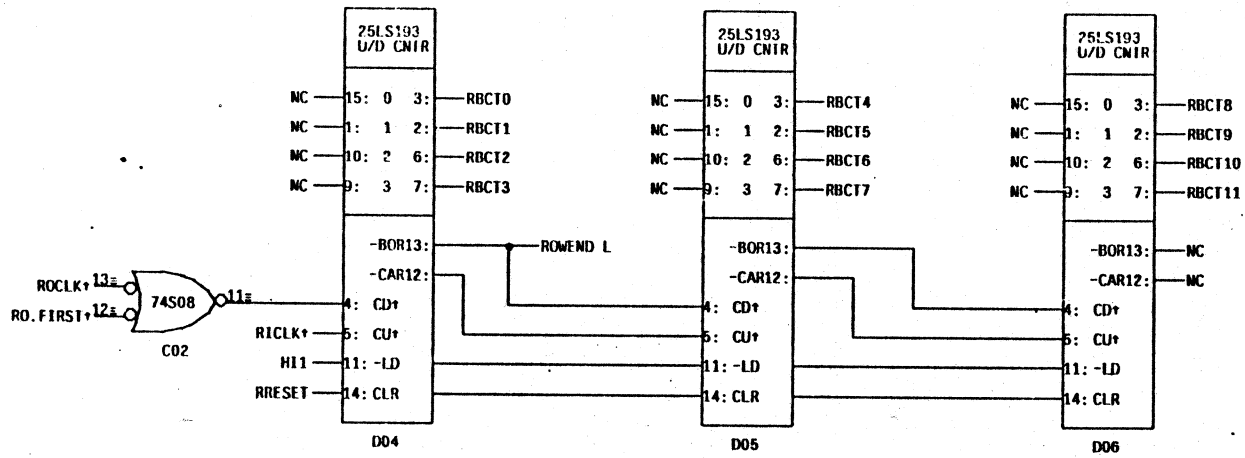 25LS193
U/D CNTR
NC 15: 0 3: RBCT0
NC 1: 1 2: RBCT1
NC 10: 2 6: RBCT2
NC 9: 3 7: RBCT3
-BOR13: ROWEND L
-CAR12:
ROCLK↑ 13≡
RO.FIRST↑ 12≡
74S08
11≡
C02
4: CD↑
RICLK↑ 5: CU↑
HI1 11: -LD
RRESET 14: CLR
D04
25LS193
U/D CNTR
NC 15: 0 3: RBCT4
NC 1: 1 2: RBCT5
NC 10: 2 6: RBCT6
NC 9: 3 7: RBCT7
-BOR13:
-CAR12:
4: CD↑
5: CU↑
11: -LD
14: CLR
D05
25LS193
U/D CNTR
NC 15: 0 3: RBCT8
NC 1: 1 2: RBCT9
NC 10: 2 6: RBCT10
NC 9: 3 7: RBCT11
-BOR13: NC
-CAR12: NC
4: CD↑
5: CU↑
11: -LD
14: CLR
D06